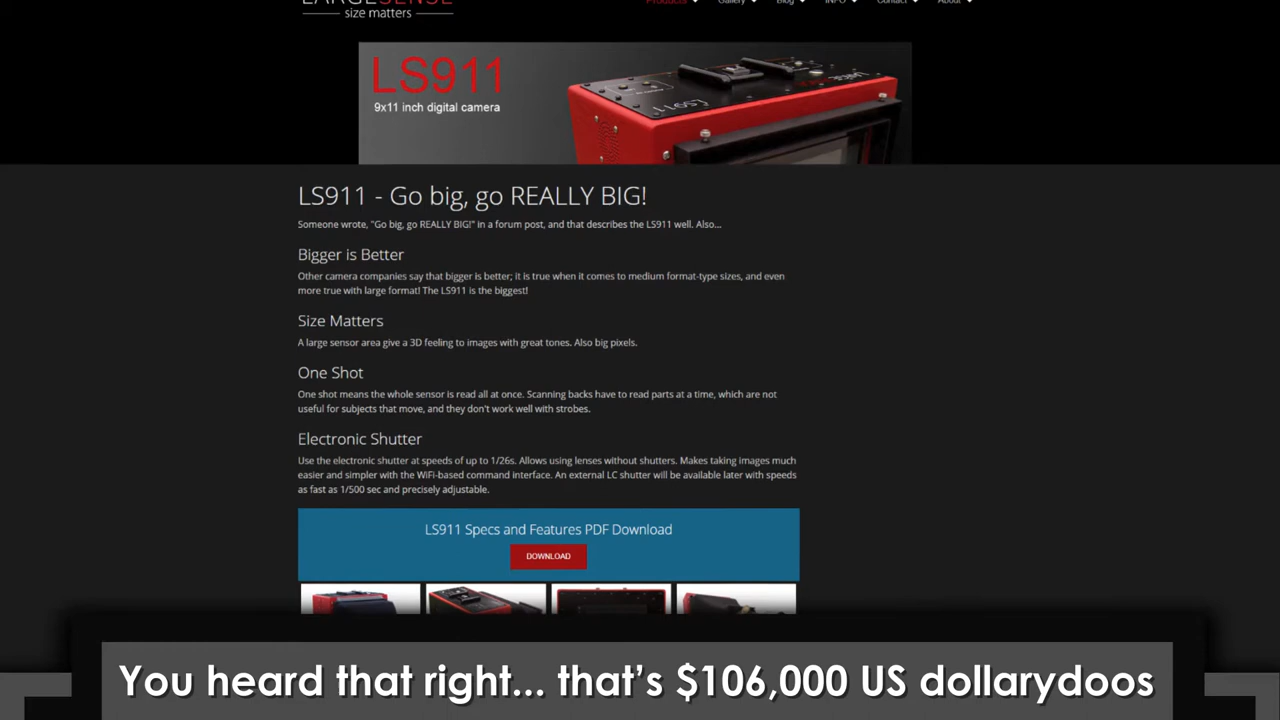 LARGESENSE
size matters
Products Gallery Blog INFO Contact About
LS911
9x11 inch digital camera
LS911
LS911 - Go big, go REALLY BIG!
Someone wrote, "Go big, go REALLY BIG!" in a forum post, and that describes the LS911 well. Also...
Bigger is Better
Other camera companies say that bigger is better; it is true when it comes to medium format-type sizes, and even
more true with large format! The LS911 is the biggest!
Size Matters
A large sensor area give a 3D feeling to images with great tones. Also big pixels.
One Shot
One shot means the whole sensor is read all at once. Scanning backs have to read parts at a time, which are not
useful for subjects that move, and they don't work well with strobes.
Electronic Shutter
Use the electronic shutter at speeds of up to 1/26s. Allows using lenses without shutters. Makes taking images much
easier and simpler with the WiFi-based command interface. An external LC shutter will be available later with speeds
as fast as 1/500 sec and precisely adjustable.
LS911 Specs and Features PDF Download
DOWNLOAD
You heard that right... that's $106,000 US dollarydoos